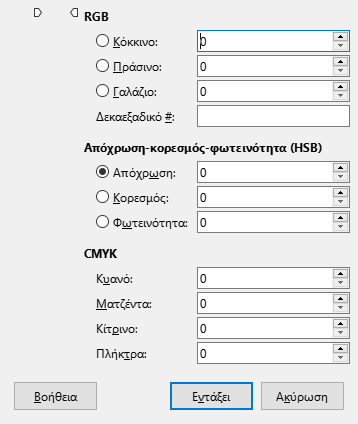 RGB
Κόκκινο: 0
Πράσινο: 0
Γαλάζιο: 0
Δεκαεξαδικό #:
Απόχρωση-κορεσμός-φωτεινότητα (HSB)
Απόχρωση: 0
Κορεσμός: 0
Φωτεινότητα: 0
CMYK
Κυανό: 0
Ματζέντα: 0
Κίτρινο: 0
Πλήκτρα: 0
Βοήθεια Εντάξει Ακύρωση